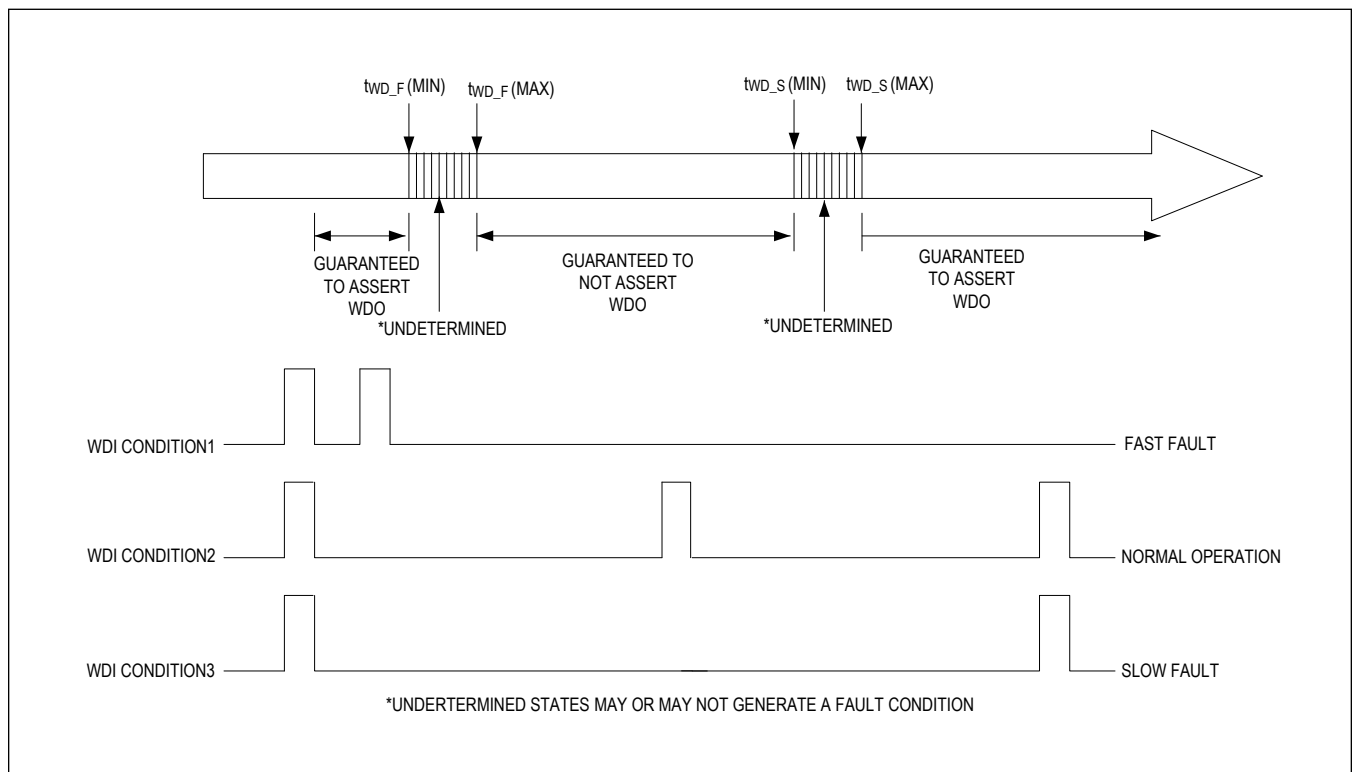 tWD_F (MIN)
tWD_F (MAX)
tWD_S (MIN)
tWD_S (MAX)
GUARANTEED
TO ASSERT
WDO
*UNDETERMINED
GUARANTEED TO
NOT ASSERT
WDO
*UNDETERMINED
GUARANTEED
TO ASSERT
WDO
WDI CONDITION1
FAST FAULT
WDI CONDITION2
NORMAL OPERATION
WDI CONDITION3
SLOW FAULT
*UNDERTERMINED STATES MAY OR MAY NOT GENERATE A FAULT CONDITION